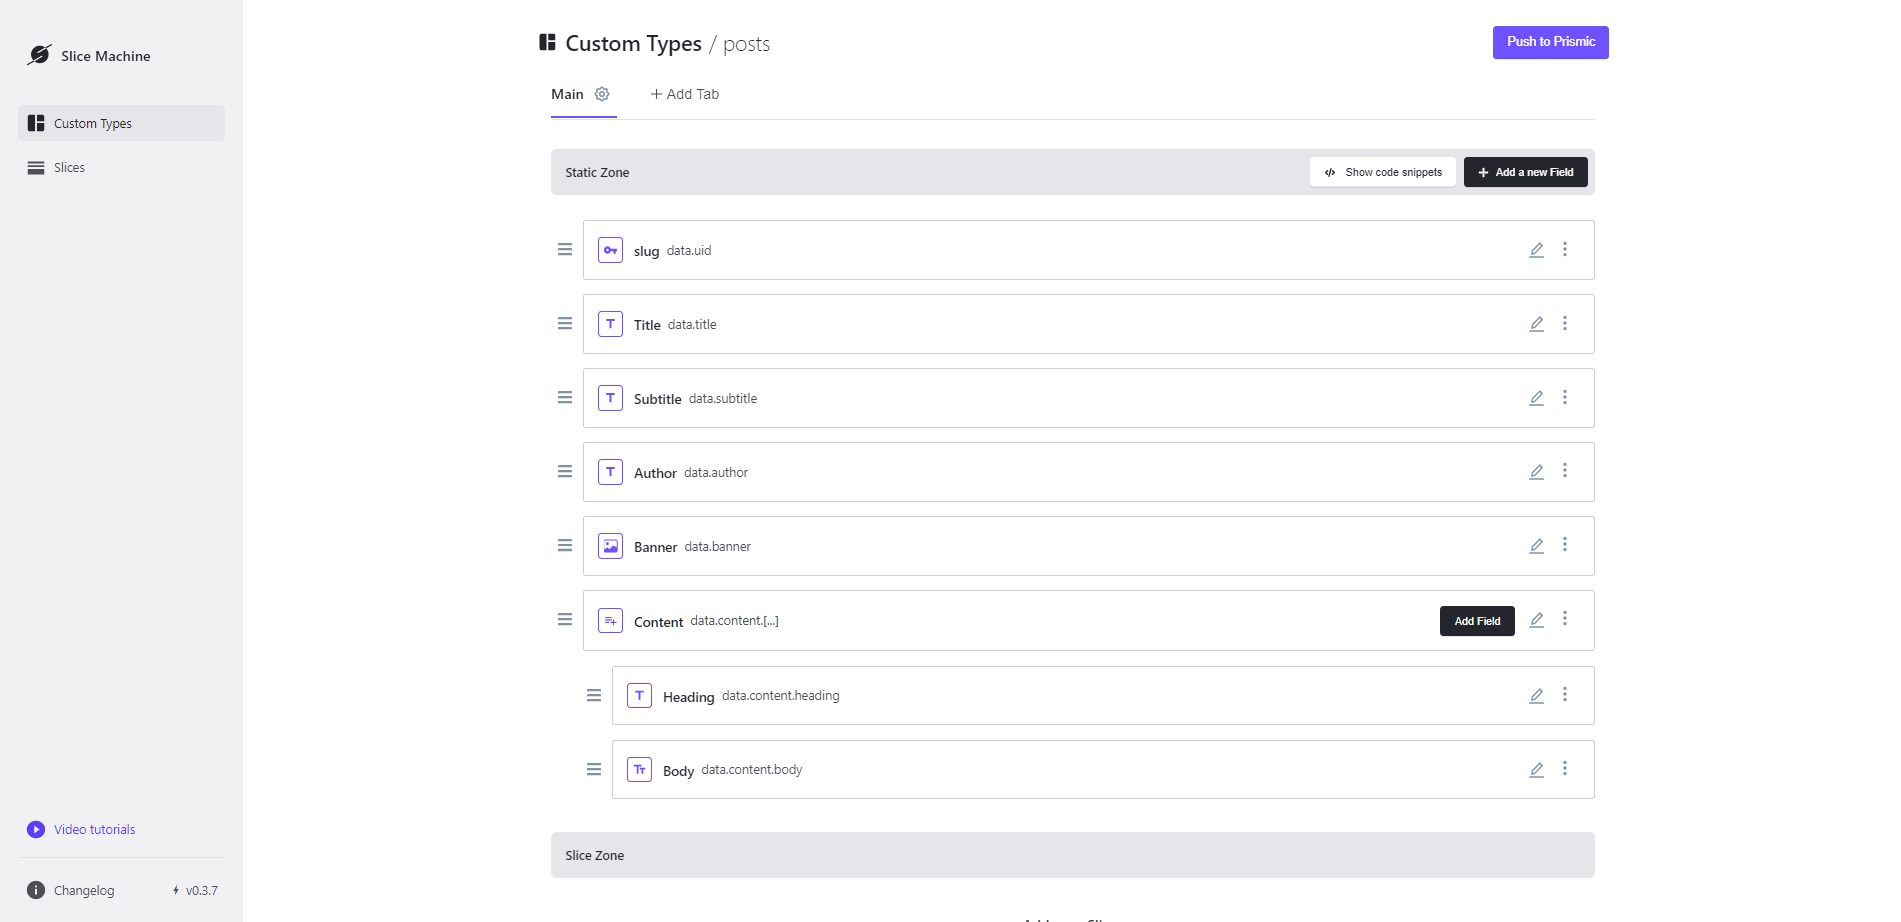 Slice Machine
Custom Types
Slices
Video tutorials
Changelog
v0.3.7
Custom Types / posts
Push to Prismic
Main
Add Tab
Static Zone
Show code snippets
Add a new Field
slug data.uid
Title data.title
Subtitle data.subtitle
Author data.author
Banner data.banner
Content data.content.[...]
Add Field
Heading data.content.heading
Body data.content.body
Slice Zone